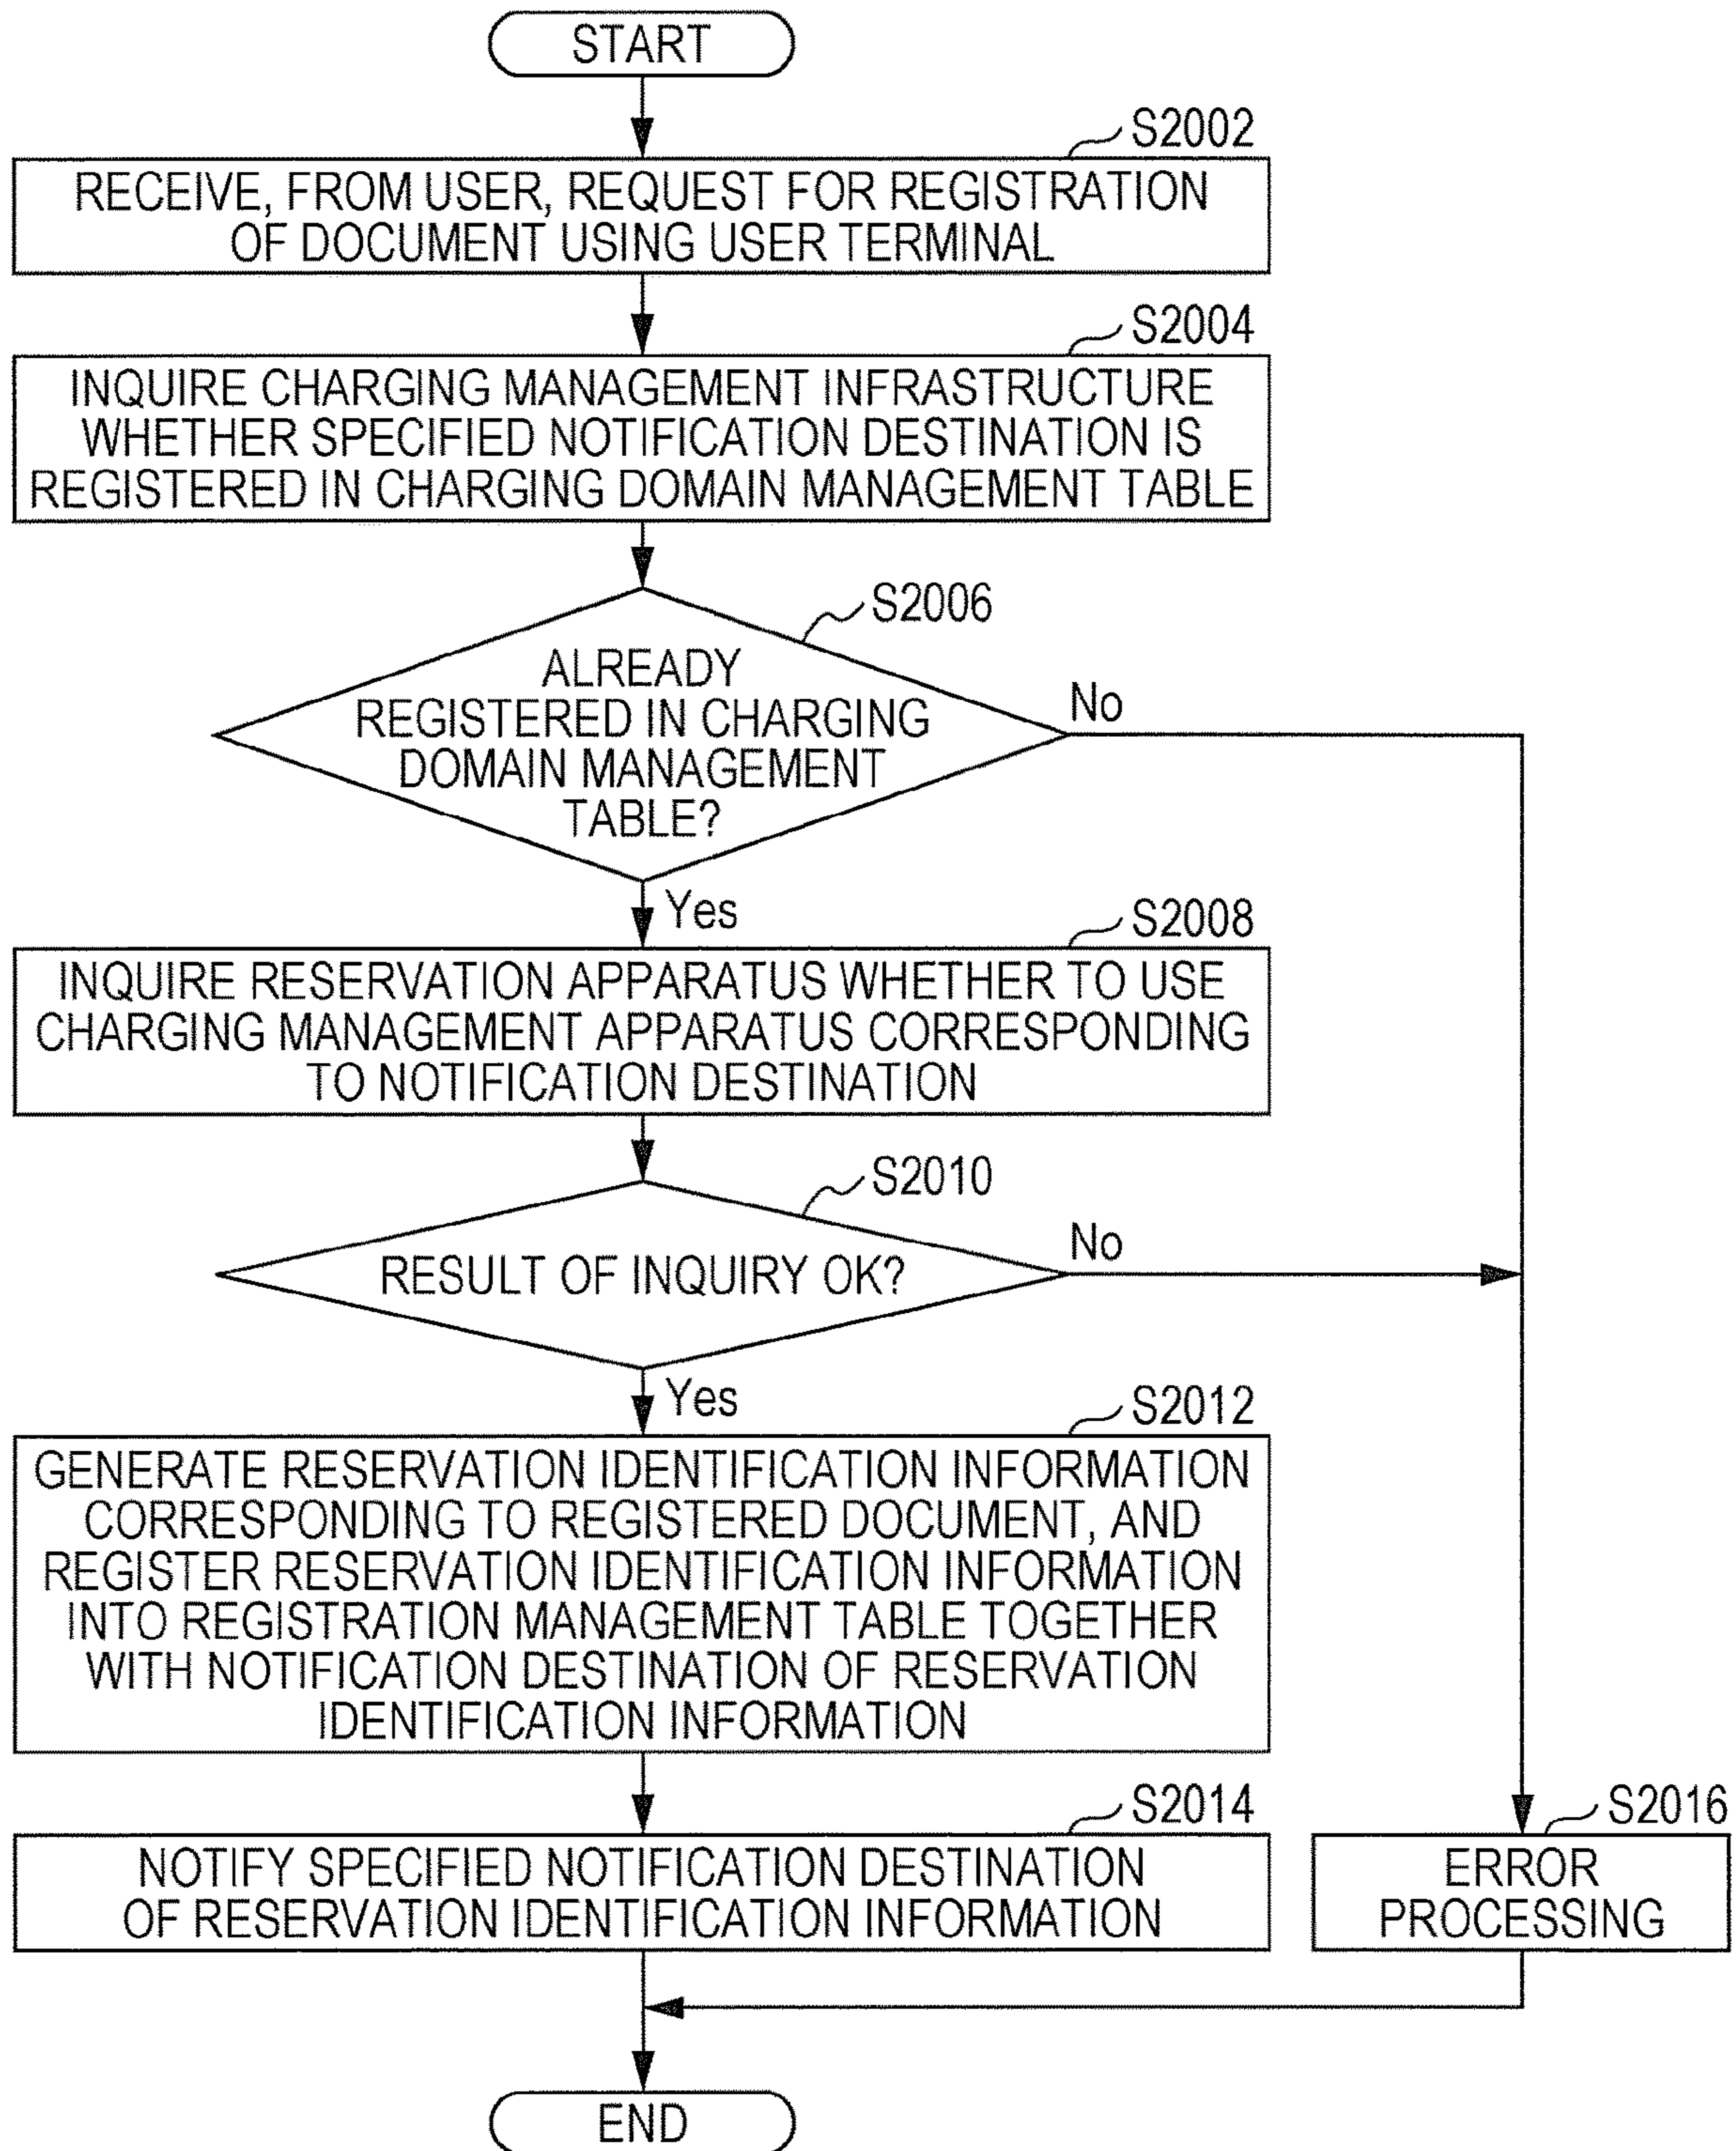 START
S2002
RECEIVE, FROM USER, REQUEST FOR REGISTRATION
OF DOCUMENT USING USER TERMINAL
S2004
INQUIRE CHARGING MANAGEMENT INFRASTRUCTURE
WHETHER SPECIFIED NOTIFICATION DESTINATION IS
REGISTERED IN CHARGING DOMAIN MANAGEMENT TABLE
S2006
ALREADY
REGISTERED IN CHARGING
DOMAIN MANAGEMENT
TABLE?
No
Yes
S2008
INQUIRE RESERVATION APPARATUS WHETHER TO USE
CHARGING MANAGEMENT APPARATUS CORRESPONDING
TO NOTIFICATION DESTINATION
S2010
RESULT OF INQUIRY OK?
No
Yes
S2012
GENERATE RESERVATION IDENTIFICATION INFORMATION
CORRESPONDING TO REGISTERED DOCUMENT, AND
REGISTER RESERVATION IDENTIFICATION INFORMATION
INTO REGISTRATION MANAGEMENT TABLE TOGETHER
WITH NOTIFICATION DESTINATION OF RESERVATION
IDENTIFICATION INFORMATION
S2014
NOTIFY SPECIFIED NOTIFICATION DESTINATION
OF RESERVATION IDENTIFICATION INFORMATION
S2016
ERROR
PROCESSING
END